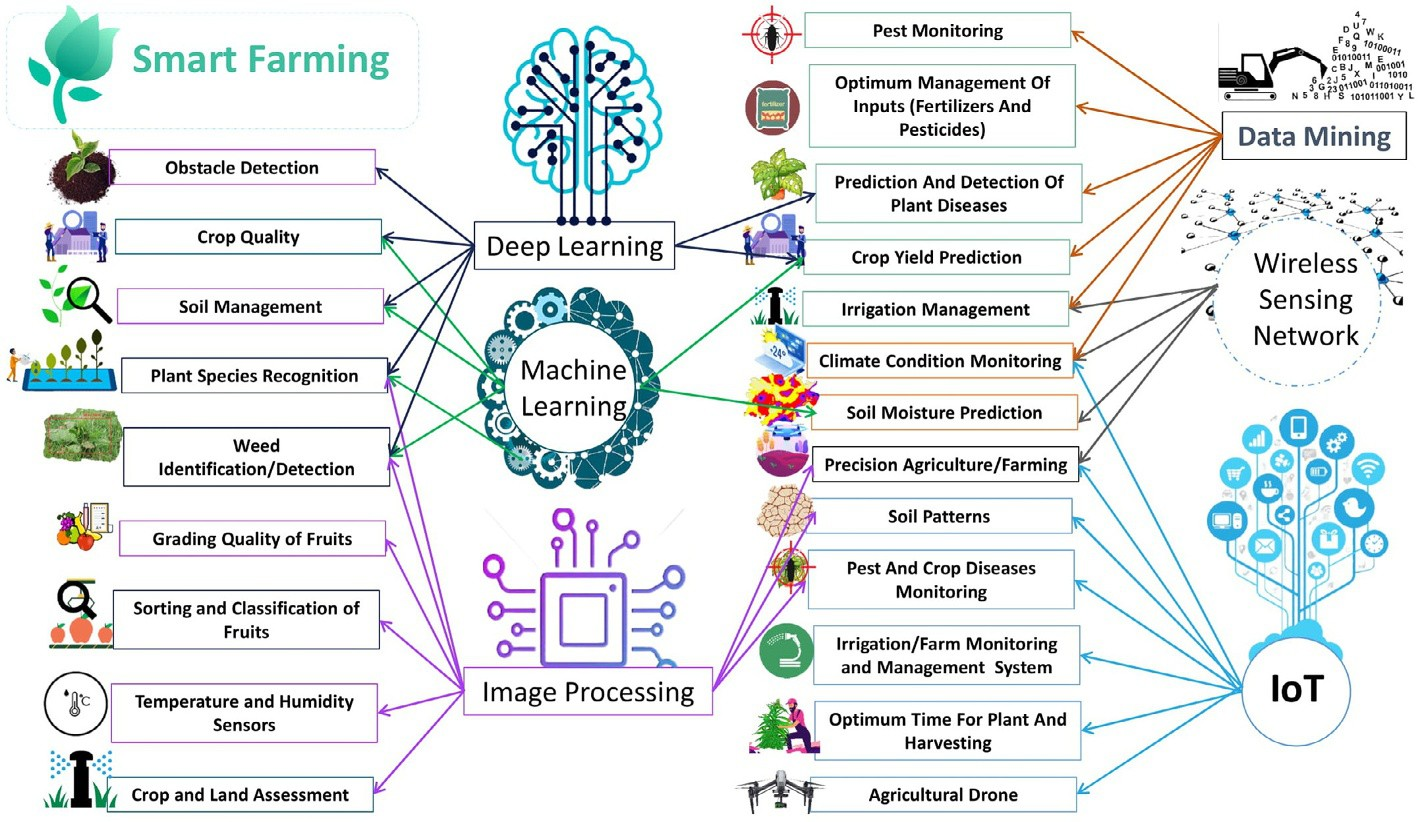 Smart Farming
Obstacle Detection
Crop Quality
Soil Management
Plant Species Recognition
Weed
Identification/Detection
Grading Quality of Fruits
Sorting and Classification of
Fruits
Temperature and Humidity
Sensors
Crop and Land Assessment
Deep Learning
Machine
Learning
Image Processing
Pest Monitoring
fertilizer
Optimum Management Of
Inputs (Fertilizers And
Pesticides)
Prediction And Detection Of
Plant Diseases
Crop Yield Prediction
Irrigation Management
Climate Condition Monitoring
Soil Moisture Prediction
Precision Agriculture/Farming
Soil Patterns
Pest And Crop Diseases
Monitoring
Irrigation/Farm Monitoring
and Management System
Optimum Time For Plant And
Harvesting
Agricultural Drone
Data Mining
Wireless
Sensing
Network
IoT